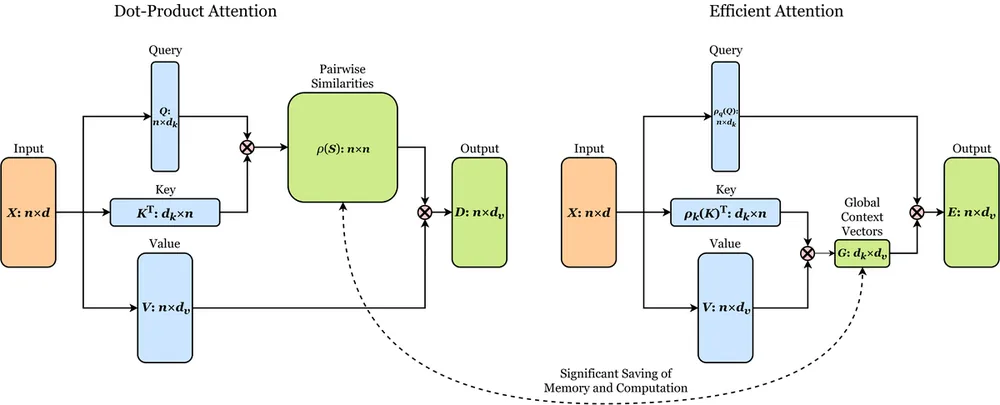 Dot-Product Attention
Query
Q:
n×dₖ
Pairwise
Similarities
ρ(S): n×n
Input
X: n×d
Key
Kᵀ: dₖ×n
Value
V: n×dᵥ
Output
D: n×dᵥ
Efficient Attention
Query
ρq(Q):
n×dₖ
Input
X: n×d
Key
ρₖ(K)ᵀ: dₖ×n
Value
V: n×dᵥ
Global
Context
Vectors
G: dₖ×dᵥ
Output
E: n×dᵥ
Significant Saving of
Memory and Computation